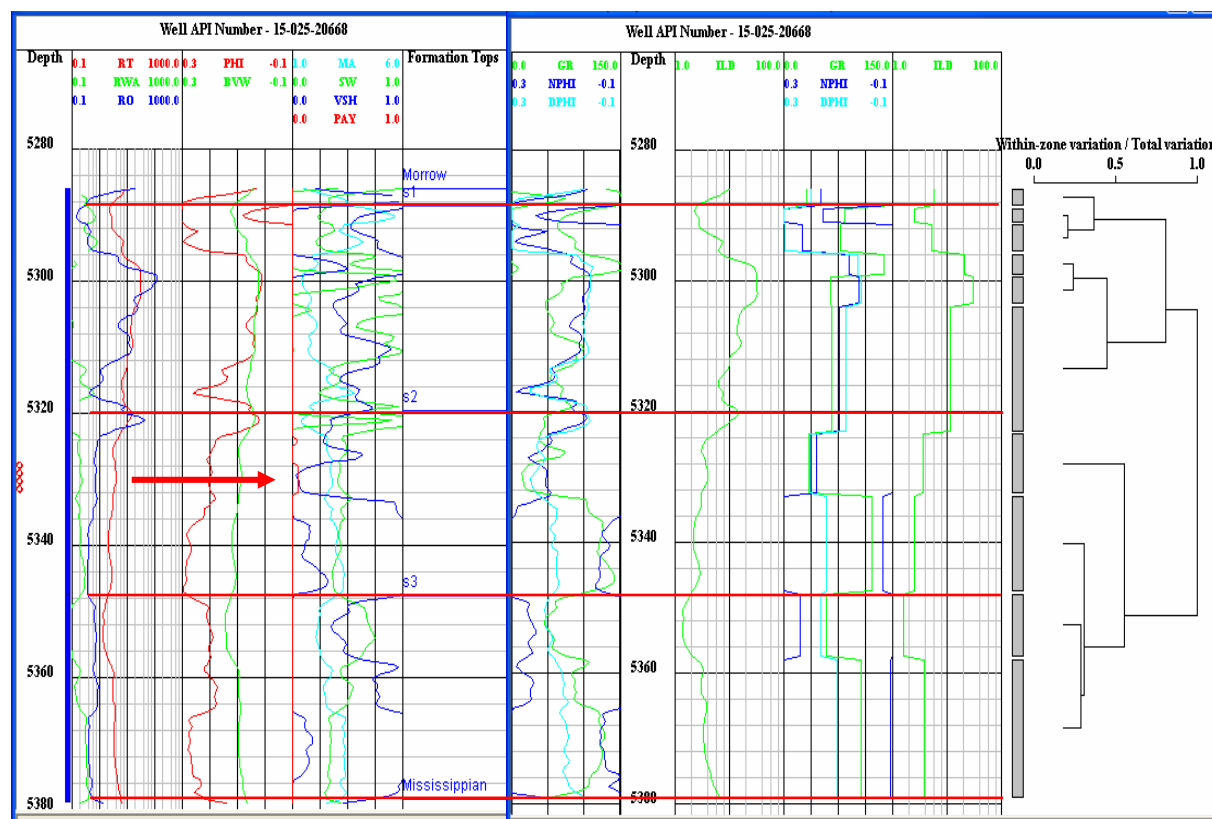 Well API Number - 15-025-20668
Depth
0.1 RT 1000.0
0.1 RWA 1000.0
0.1 RO 1000.0
0.3 PHI -0.1
0.3 BVW -0.1
1.0 MA 6.0
0.0 SW 1.0
0.0 VSH 1.0
0.0 PAY 1.0
Formation Tops
5280
5300
5320
5340
5360
5380
Morrow
s1
s2
s3
Mississippian
Well API Number - 15-025-20668
0.0 GR 150.0
0.3 NPHI -0.1
0.3 DPHI -0.1
Depth
1.0 ILD 100.0
0.0 GR 150.0
0.3 NPHI -0.1
0.3 DPHI -0.1
1.0 ILD 100.0
5280
5300
5320
5340
5360
5380
Within-zone variation / Total variation
0.0 0.5 1.0